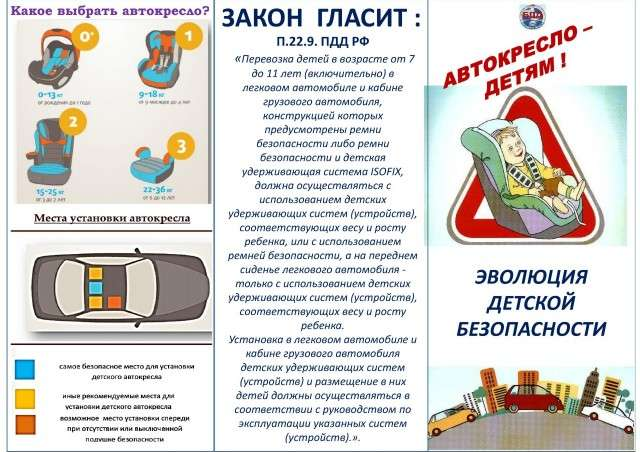 Какое выбрать автокресло?
0⁺
1
0-13 кг
от рождения до 1 года
9-18 кг
от 9 месяцев до 4 лет
2
3
15-25 кг
от 3 до 7 лет
22-36 кг
от 6 до 12 лет
Места установки автокресла
самое безопасное место для установки
детского автокресла
иные рекомендуемые места для
установки детского автокресла
возможное место установки спереди
при отсутствии или выключенной
подушке безопасности
ЗАКОН ГЛАСИТ :
П.22.9. ПДД РФ
«Перевозка детей в возрасте от 7
до 11 лет (включительно) в
легковом автомобиле и кабине
грузового автомобиля,
конструкцией которых
предусмотрены ремни
безопасности либо ремни
безопасности и детская
удерживающая система ISOFIX,
должна осуществляться с
использованием детских
удерживающих систем (устройств),
соответствующих весу и росту
ребенка, или с использованием
ремней безопасности, а на переднем
сиденье легкового автомобиля -
только с использованием детских
удерживающих систем (устройств),
соответствующих весу и росту
ребенка.
Установка в легковом автомобиле и
кабине грузового автомобиля
детских удерживающих систем
(устройств) и размещение в них
детей должны осуществляться в
соответствии с руководством по
эксплуатации указанных систем
(устройств).».
БДД
АВТОКРЕСЛО –
ДЕТЯМ !
ЭВОЛЮЦИЯ
ДЕТСКОЙ
БЕЗОПАСНОСТИ